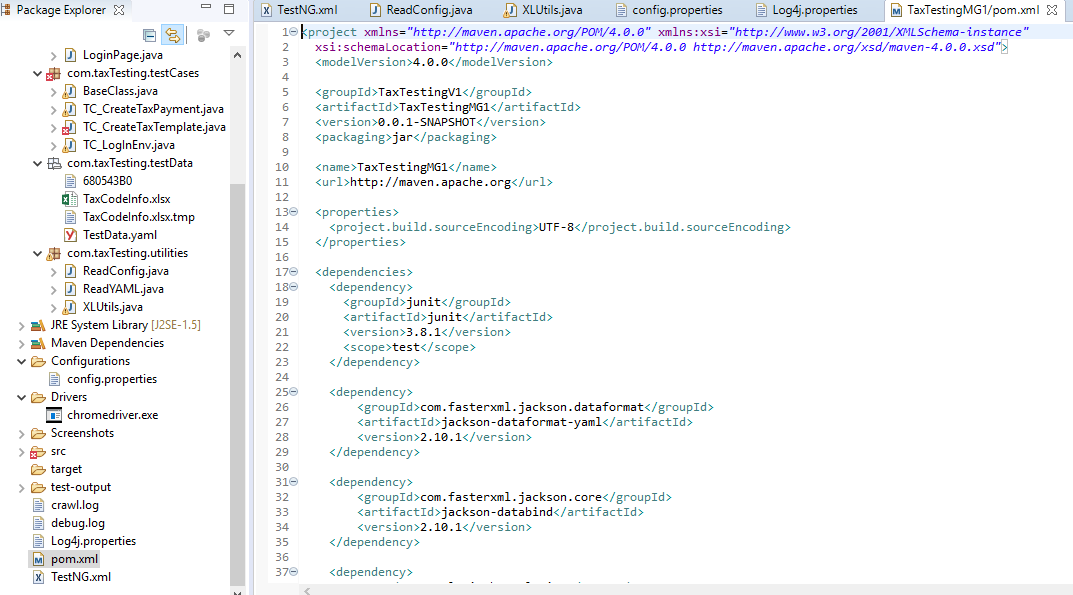 Package Explorer
LoginPage.java
com.taxTesting.testCases
BaseClass.java
TC_CreateTaxPayment.java
TC_CreateTaxTemplate.java
TC_LogInEnv.java
com.taxTesting.testData
680543B0
TaxCodeInfo.xlsx
TaxCodeInfo.xlsx.tmp
TestData.yaml
com.taxTesting.utilities
ReadConfig.java
ReadYAML.java
XLUtils.java
JRE System Library [J2SE-1.5]
Maven Dependencies
Configurations
config.properties
Drivers
chromedriver.exe
Screenshots
src
target
test-output
crawl.log
debug.log
Log4j.properties
pom.xml
TestNG.xml
TestNG.xml ReadConfig.java XLUtils.java config.properties Log4j.properties TaxTestingMG1/pom.xml
1 <project xmlns="http://maven.apache.org/POM/4.0.0" xmlns:xsi="http://www.w3.org/2001/XMLSchema-instance"
2 xsi:schemaLocation="http://maven.apache.org/POM/4.0.0 http://maven.apache.org/xsd/maven-4.0.0.xsd">
3 <modelVersion>4.0.0</modelVersion>
4
5 <groupId>TaxTestingV1</groupId>
6 <artifactId>TaxTestingMG1</artifactId>
7 <version>0.0.1-SNAPSHOT</version>
8 <packaging>jar</packaging>
9
10 <name>TaxTestingMG1</name>
11 <url>http://maven.apache.org</url>
12
13 <properties>
14 <project.build.sourceEncoding>UTF-8</project.build.sourceEncoding>
15 </properties>
16
17 <dependencies>
18 <dependency>
19 <groupId>junit</groupId>
20 <artifactId>junit</artifactId>
21 <version>3.8.1</version>
22 <scope>test</scope>
23 </dependency>
24
25 <dependency>
26 <groupId>com.fasterxml.jackson.dataformat</groupId>
27 <artifactId>jackson-dataformat-yaml</artifactId>
28 <version>2.10.1</version>
29 </dependency>
30
31 <dependency>
32 <groupId>com.fasterxml.jackson.core</groupId>
33 <artifactId>jackson-databind</artifactId>
34 <version>2.10.1</version>
35 </dependency>
36
37 <dependency>